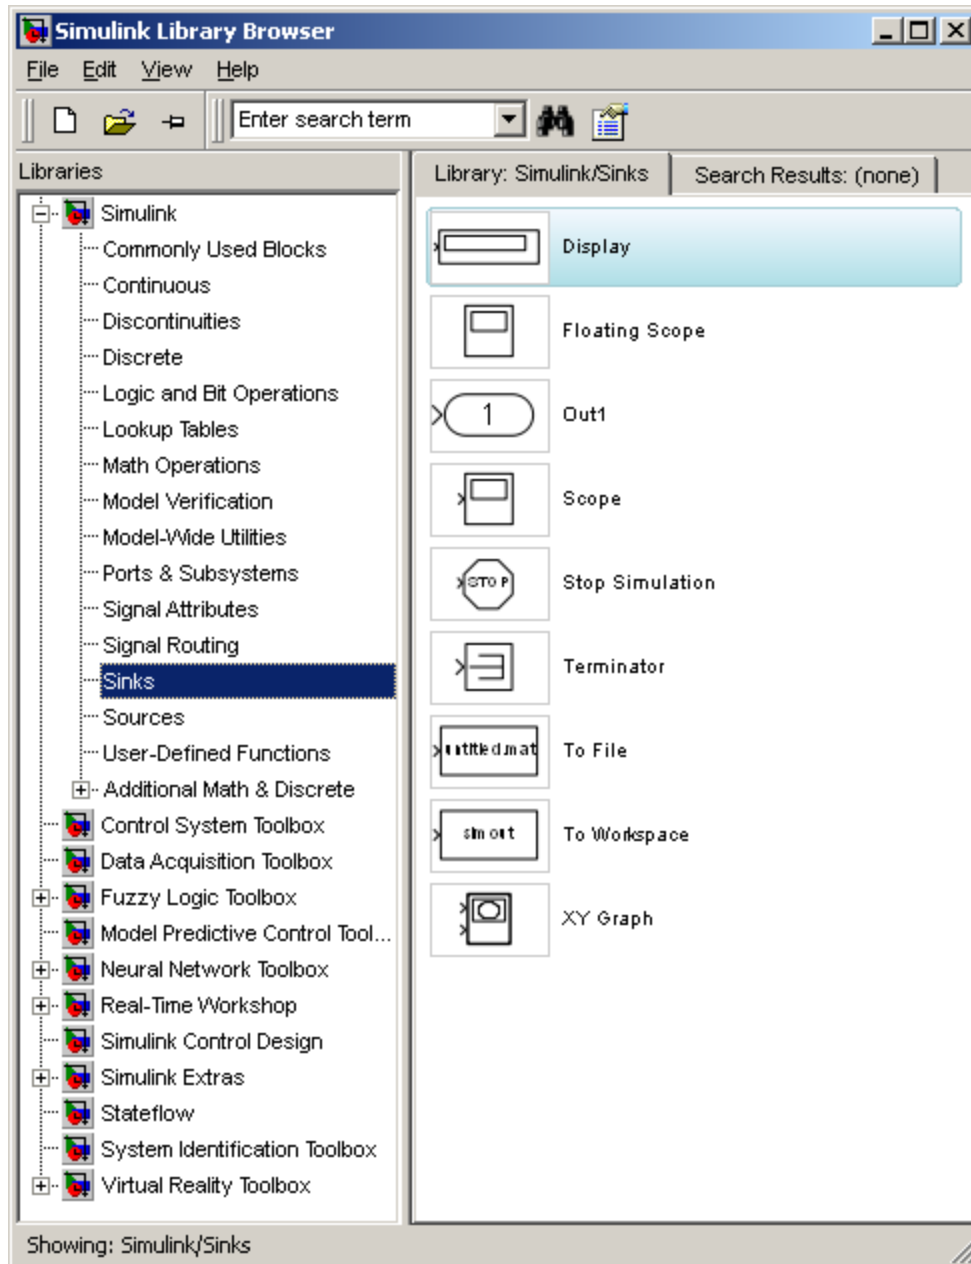 Simulink Library Browser
File Edit View Help
Enter search term
Libraries
Library: Simulink/Sinks
Search Results: (none)
Simulink
Commonly Used Blocks
Continuous
Discontinuities
Discrete
Logic and Bit Operations
Lookup Tables
Math Operations
Model Verification
Model-Wide Utilities
Ports & Subsystems
Signal Attributes
Signal Routing
Sinks
Sources
User-Defined Functions
Additional Math & Discrete
Control System Toolbox
Data Acquisition Toolbox
Fuzzy Logic Toolbox
Model Predictive Control Tool...
Neural Network Toolbox
Real-Time Workshop
Simulink Control Design
Simulink Extras
Stateflow
System Identification Toolbox
Virtual Reality Toolbox
Display
Floating Scope
1 Out1
Scope
STOP Stop Simulation
Terminator
untitled.mat To File
simout To Workspace
XY Graph
Showing: Simulink/Sinks